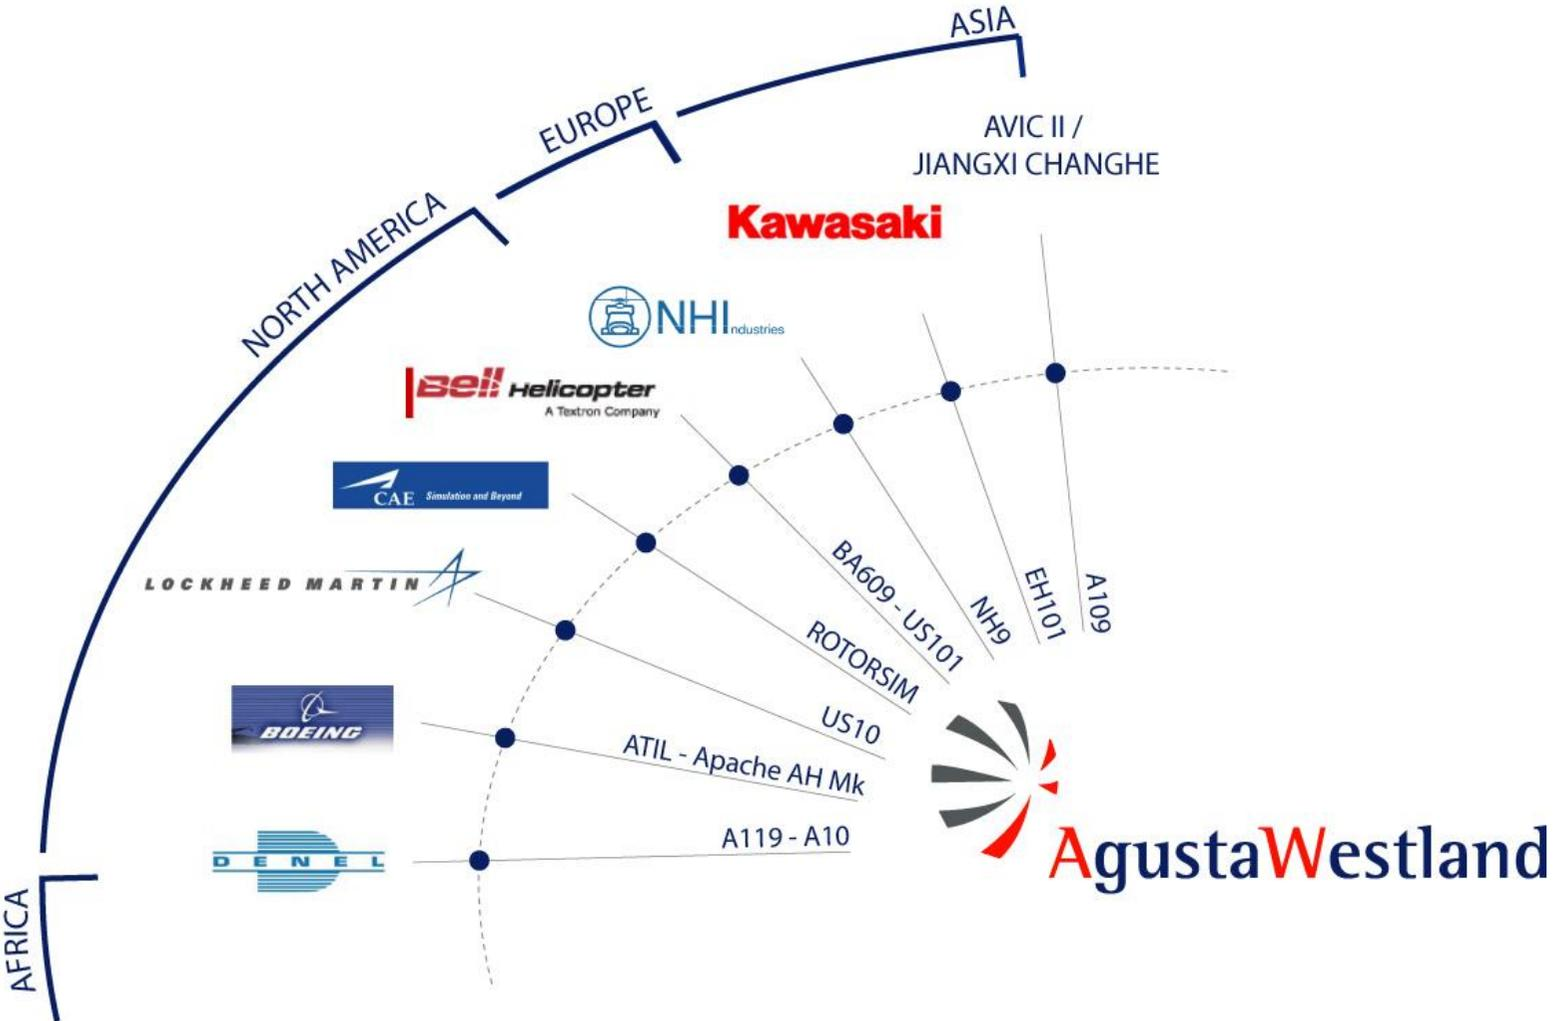 ASIA
EUROPE
NORTH AMERICA
AFRICA
AVIC II /
JIANGXI CHANGHE
Kawasaki
NHIndustries
Bell Helicopter
A Textron Company
CAE Simulation and Beyond
LOCKHEED MARTIN
BOEING
DENEL
A109
EH101
NH9
BA609 - US101
ROTORSIM
US10
ATIL - Apache AH Mk
A119 - A10
AgustaWestland